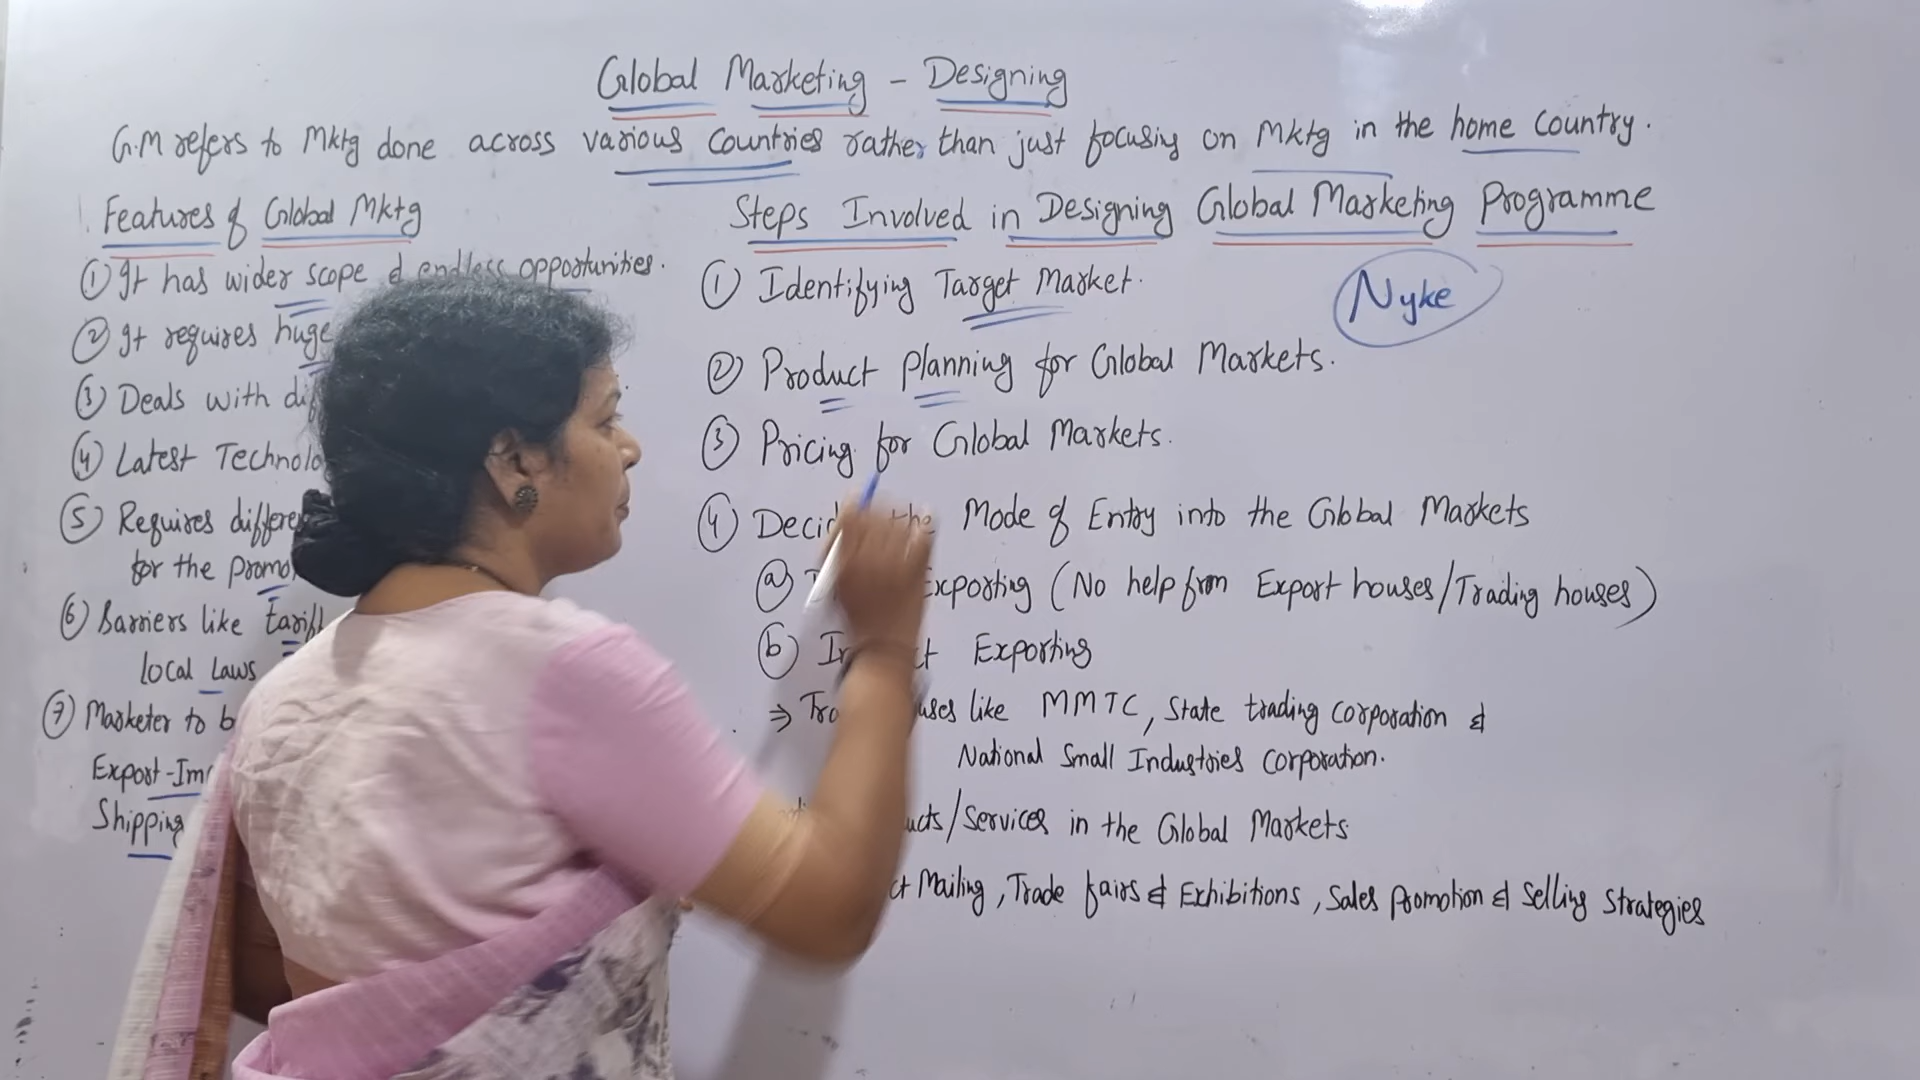 Global Marketing - Designing
G.M refers to Mktg done across various Countries rather than just focusing on Mktg in the home Country.
Features of Global Mktg
① It has wider scope & endless opportunities.
② It requires huge
③ Deals with
④ Latest
⑤ Requires
for the
⑥ Barriers like
local Laws
⑦ Marketer to
Shipping
Steps Involved in Designing Global Marketing Programme
① Identifying Target Market.
Nyke
② Product Planning for Global Markets.
③ Pricing for Global Markets.
④ the Mode of Entry into the Global Markets
ⓐ Exporting (No help from Export houses/Trading houses)
ⓑ Exporting
⇒ like MMTC, State trading Corporation &
National Small Industries Corporation.
/Services in the Global Markets
Mailing, Trade fairs & Exhibitions, Sales promotion & Selling Strategies